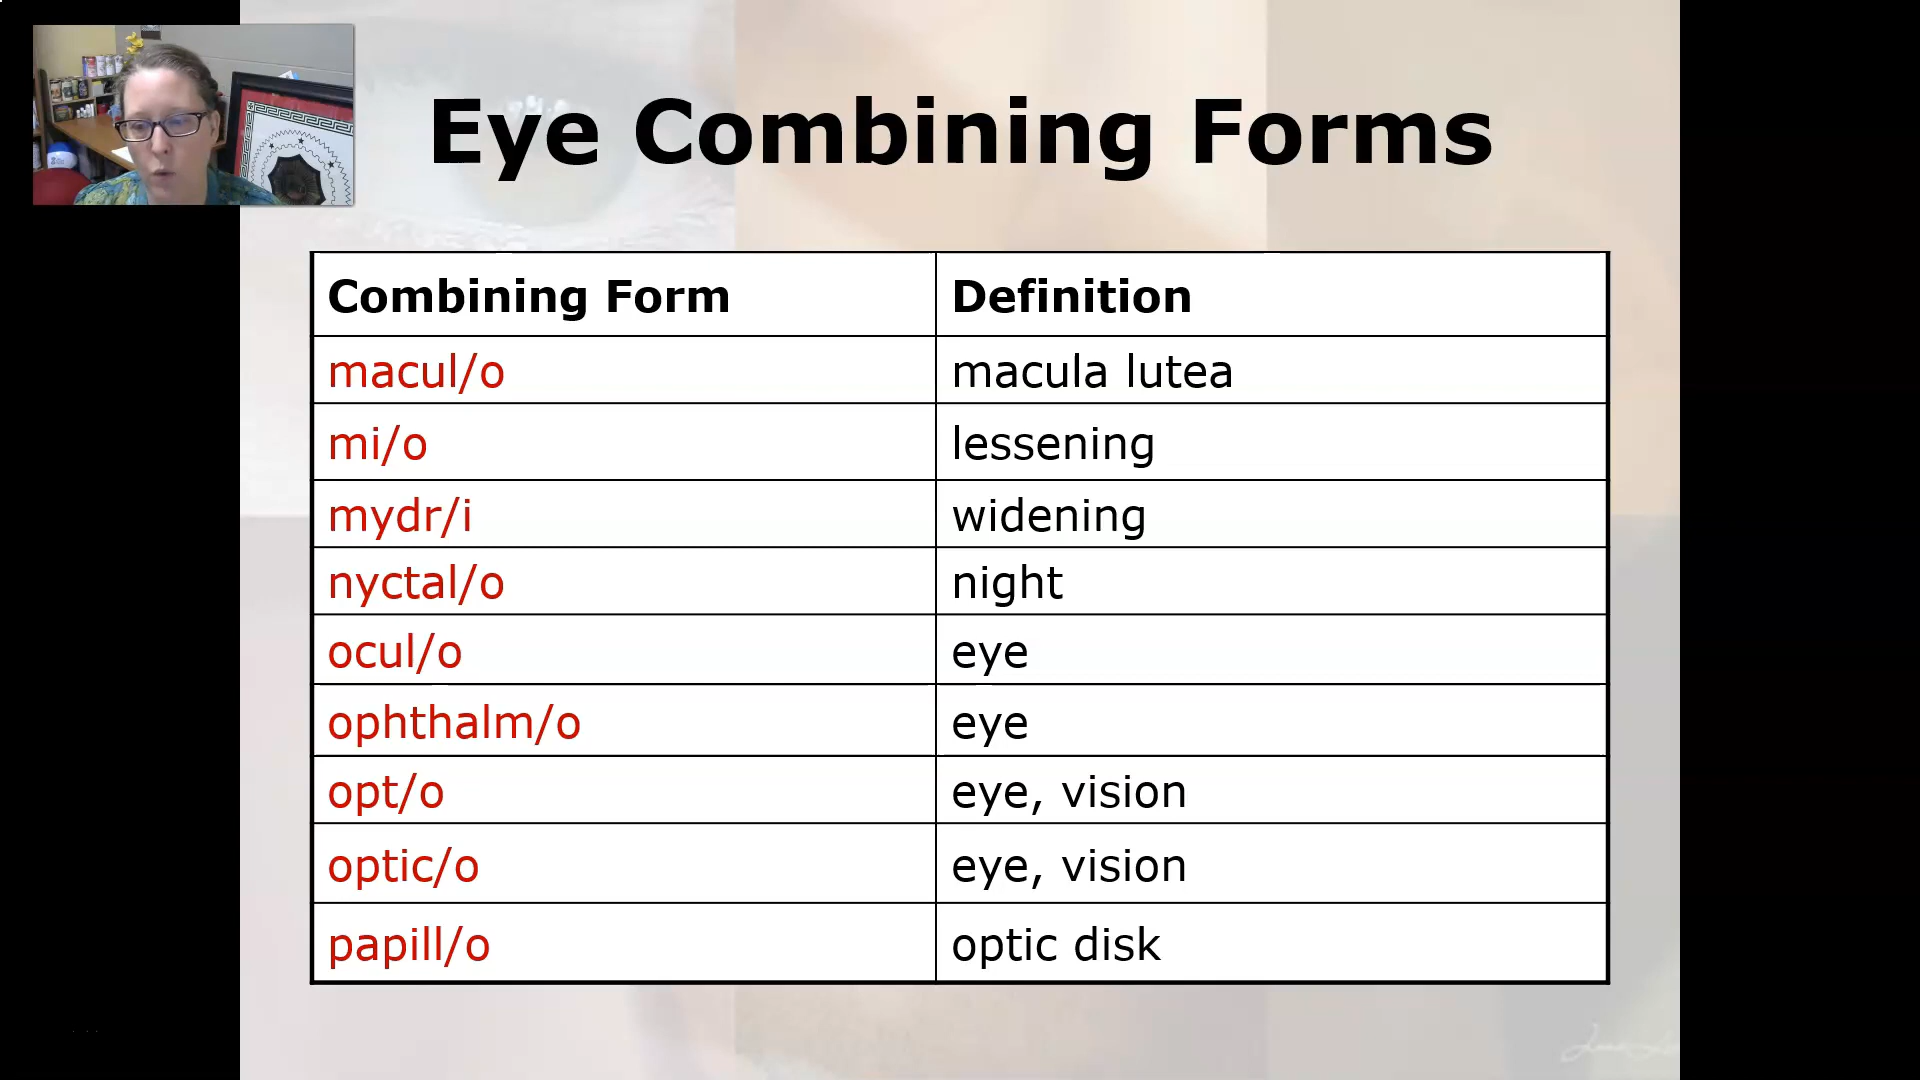 Eye Combining Forms
Combining Form Definition
macul/o macula lutea
mi/o lessening
mydr/i widening
nyctal/o night
ocul/o eye
ophthalm/o eye
opt/o eye, vision
optic/o eye, vision
papill/o optic disk